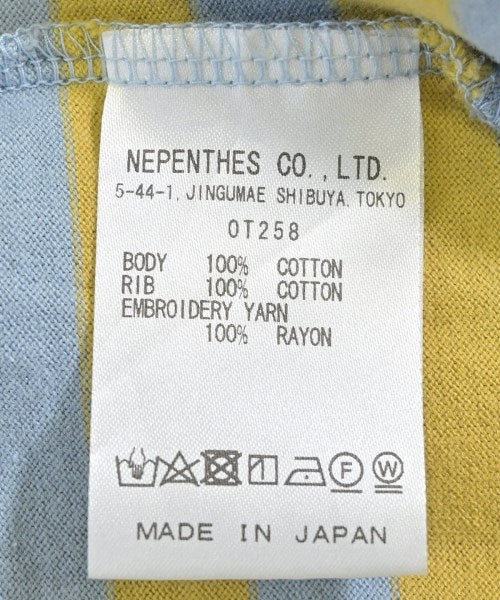 NEPENTHES CO.,LTD.
5-44-1, JINGUMAE SHIBUYA, TOKYO
OT258
BODY 100% COTTON
RIB 100% COTTON
EMBROIDERY YARN
100% RAYON
F W
MADE IN JAPAN